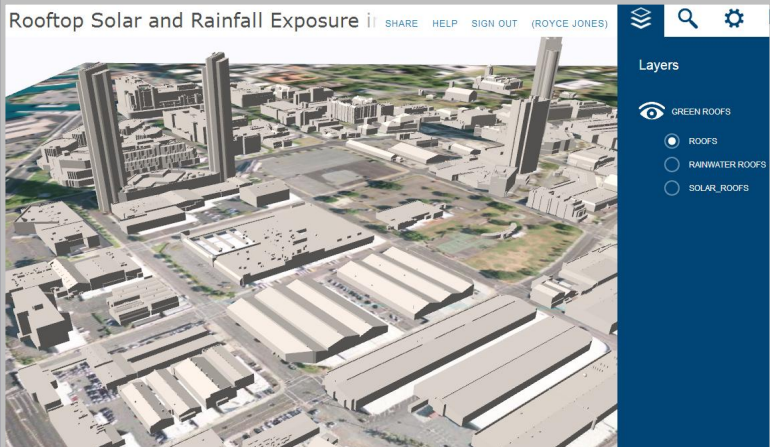 Rooftop Solar and Rainfall Exposure
SHARE HELP SIGN OUT (ROYCE JONES)
Layers
GREEN ROOFS
ROOFS
RAINWATER ROOFS
SOLAR_ROOFS